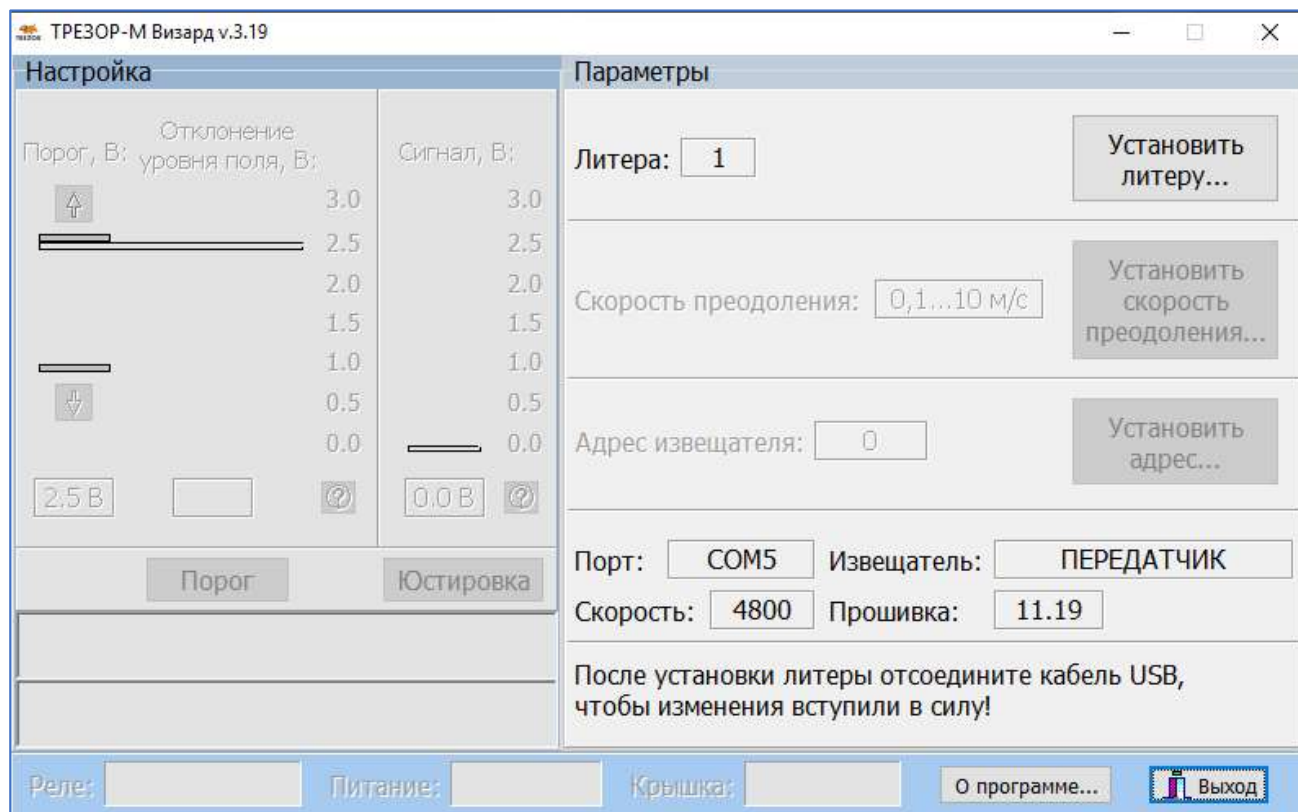 ТРЕЗОР-М Визард v.3.19
Настройка
Порог, В:
Отклонение
уровня поля, В:
3.0
2.5
2.0
1.5
1.0
0.5
0.0
2.5 В
Сигнал, В:
3.0
2.5
2.0
1.5
1.0
0.5
0.0
0.0 В
Порог
Юстировка
Параметры
Литера: 1
Установить
литеру...
Скорость преодоления: 0,1...10 м/с
Установить
скорость
преодоления...
Адрес извещателя: 0
Установить
адрес...
Порт: COM5 Извещатель: ПЕРЕДАТЧИК
Скорость: 4800 Прошивка: 11.19
После установки литеры отсоедините кабель USB,
чтобы изменения вступили в силу!
Реле: Питание: Крышка: О программе... Выход